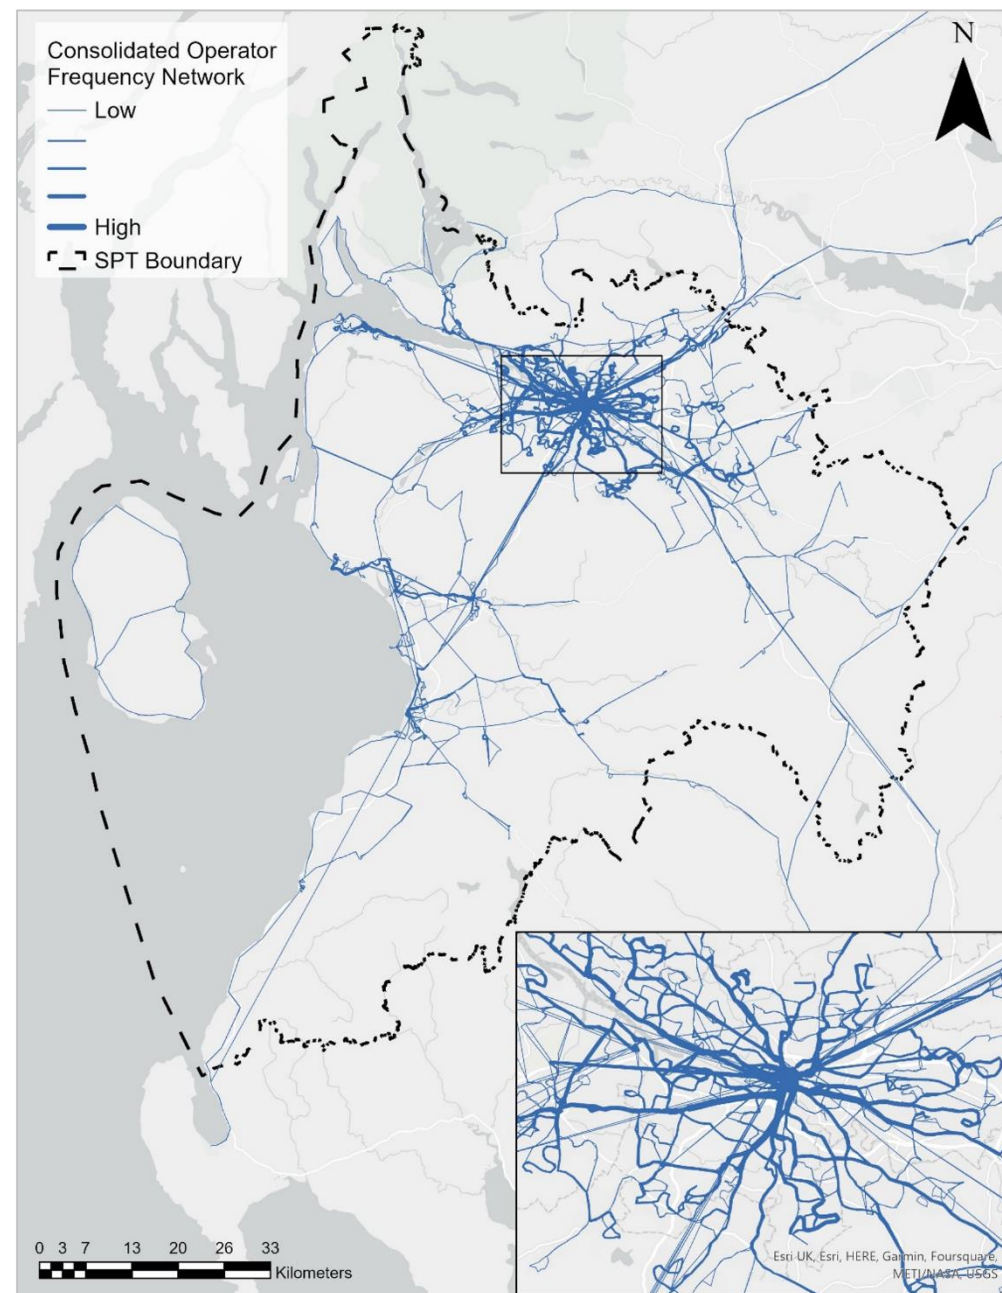 Consolidated Operator
Frequency Network
Low
High
SPT Boundary
N
0 3 7 13 20 26 33
Kilometers
Esri UK, Esri, HERE, Garmin, Foursquare,
METI/NASA, USGS